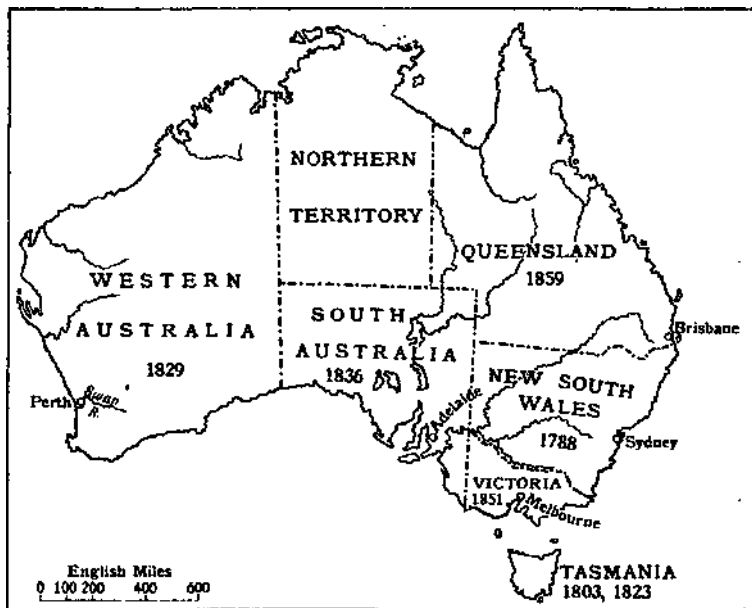 NORTHERN
TERRITORY
QUEENSLAND
1859
WESTERN
AUSTRALIA
1829
SOUTH
AUSTRALIA
1836
Brisbane
NEW SOUTH
WALES
1788
Perth
Swan
R.
Adelaide
Sydney
VICTORIA
1851
Melbourne
English Miles
0 100 200 400 600
TASMANIA
1803, 1823